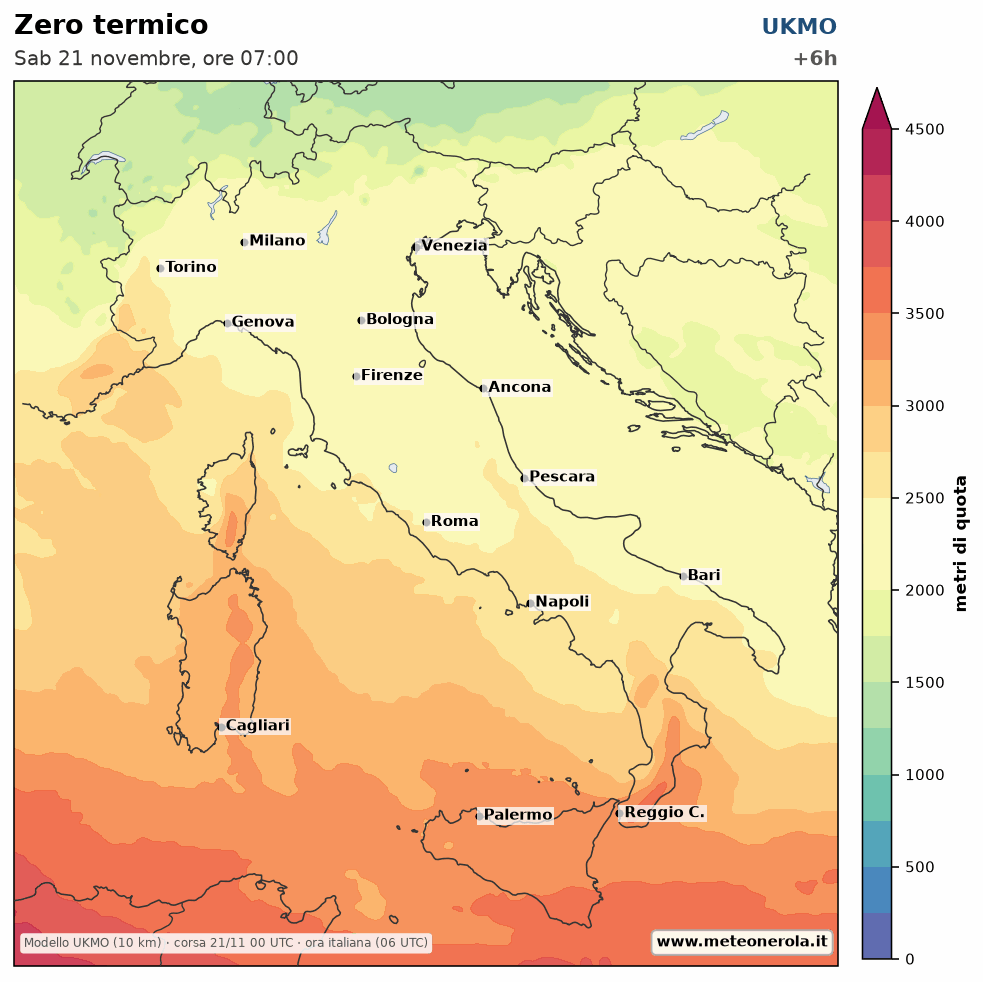 Zero termico
UKMO
Sab 21 novembre, ore 07:00
+6h
Milano
Venezia
Torino
Genova
Bologna
Firenze
Ancona
Pescara
Roma
Bari
Napoli
Cagliari
Palermo
Reggio C.
4500
4000
3500
3000
2500
2000
1500
1000
500
0
metri di quota
Modello UKMO (10 km) · corsa 21/11 00 UTC · ora italiana (06 UTC)
www.meteonerola.it